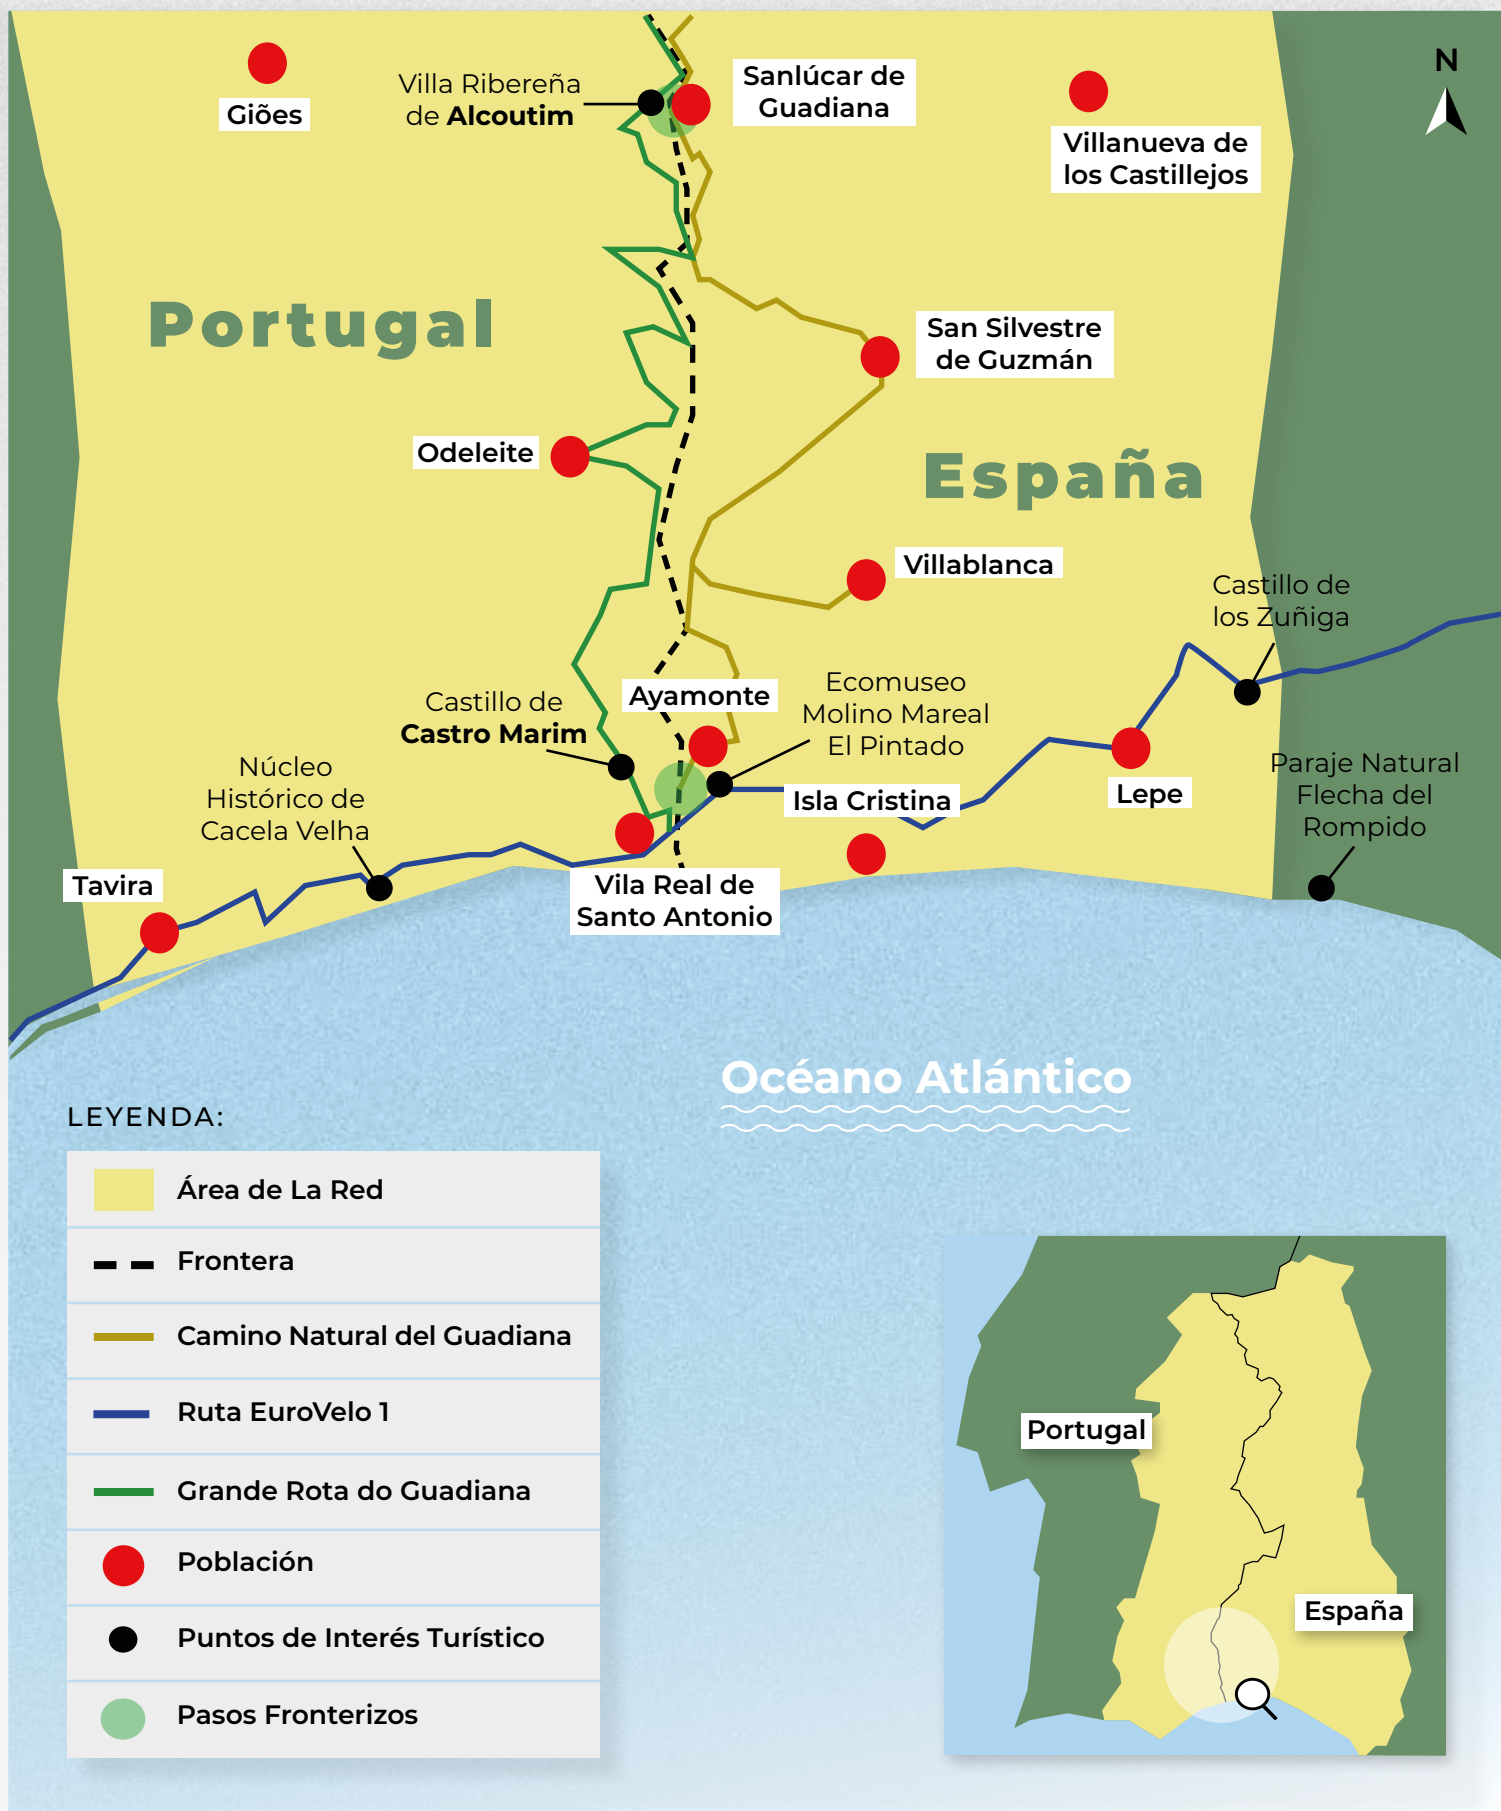 N
Giões
Villa Ribereña
de Alcoutim
Sanlúcar de
Guadiana
Villanueva de
los Castillejos
Portugal
San Silvestre
de Guzmán
Odeleite
España
Villablanca
Castillo de
los Zuñiga
Ayamonte
Ecomuseo
Molino Mareal
El Pintado
Castillo de
Castro Marim
Núcleo
Histórico de
Cacela Velha
Isla Cristina
Lepe
Paraje Natural
Flecha del
Rompido
Tavira
Vila Real de
Santo Antonio
Océano Atlántico
LEYENDA:
Área de La Red
Frontera
Camino Natural del Guadiana
Ruta EuroVelo 1
Grande Rota do Guadiana
Población
Puntos de Interés Turístico
Pasos Fronterizos
Portugal
España